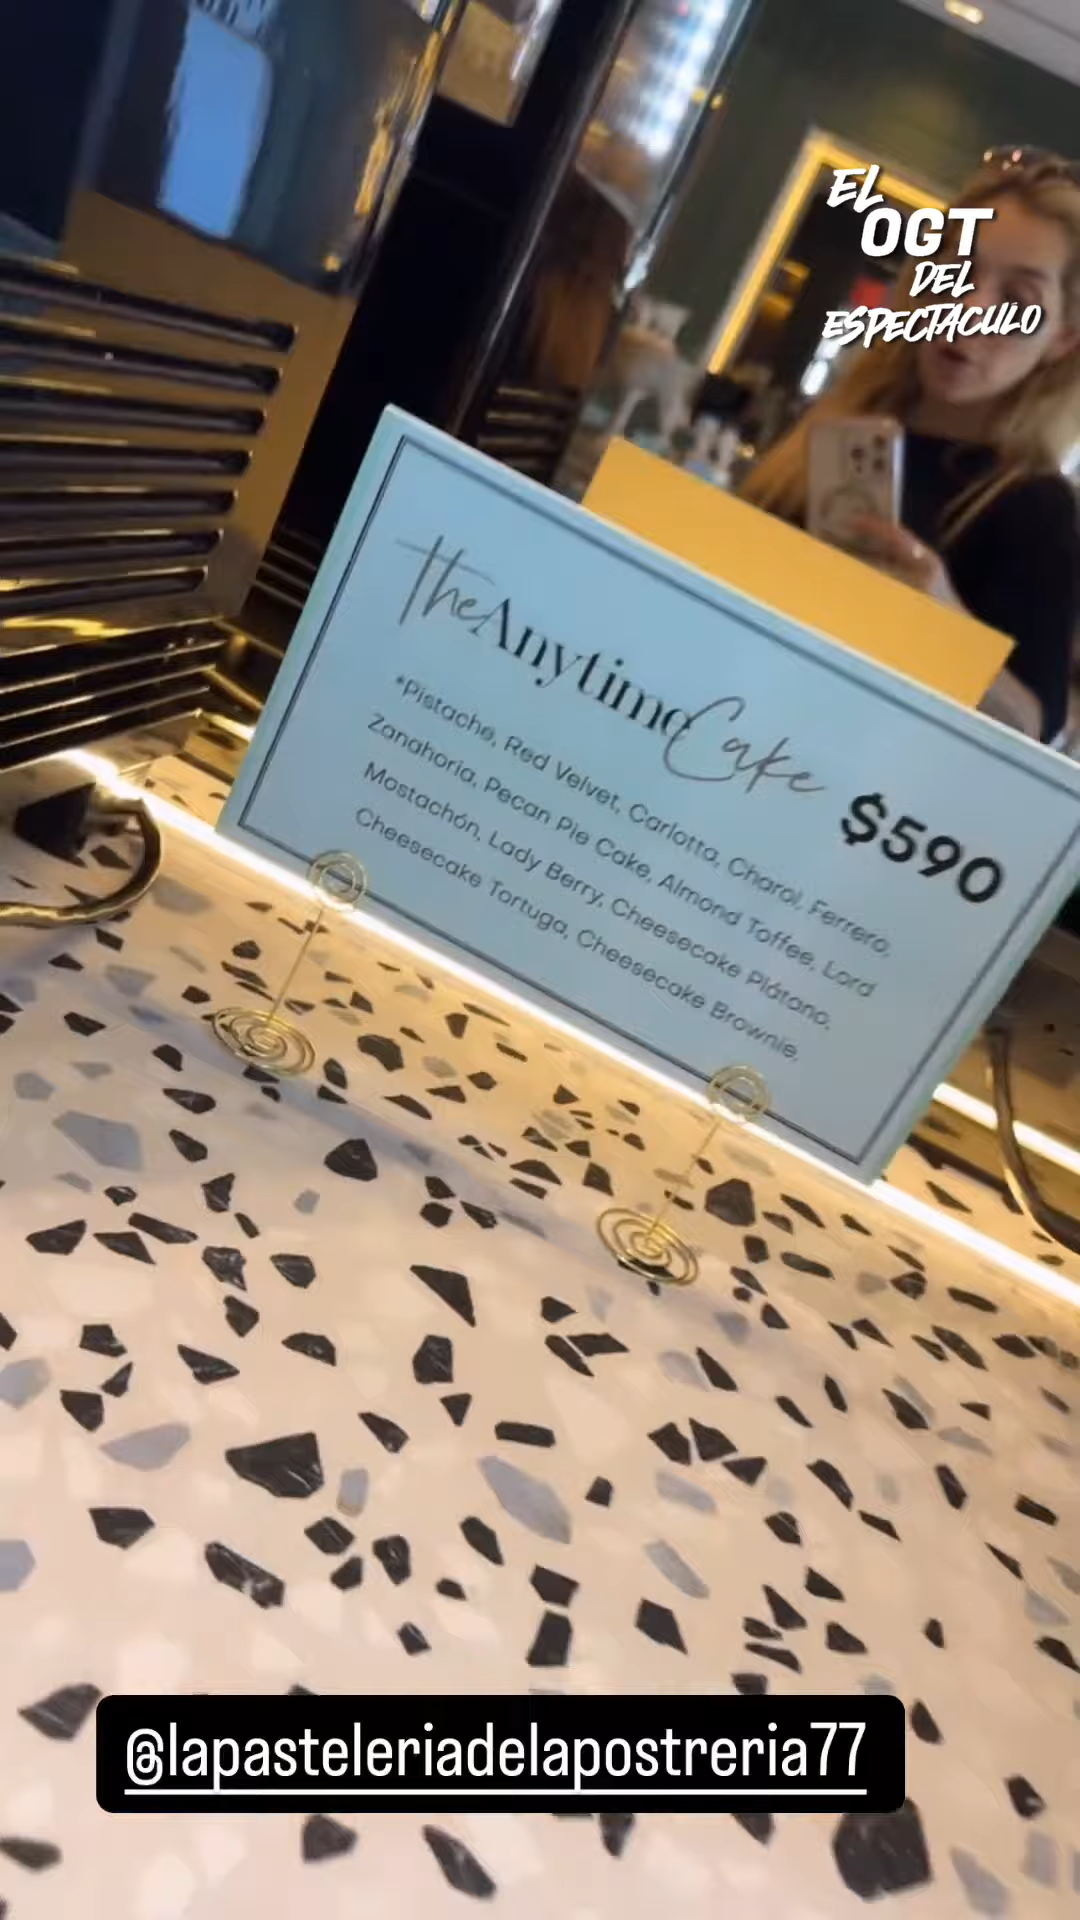 EL
OGT
DEL
ESPECTACULO
the Anytime Cake
$590
*Pistache, Red Velvet, Carlotta, Charol, Ferrero,
Zanahoria, Pecan Pie Cake, Almond Toffee, Lord
Mostachón, Lady Berry, Cheesecake Plátano,
Cheesecake Tortuga, Cheesecake Brownie,
@lapasteleriadelapostreria77